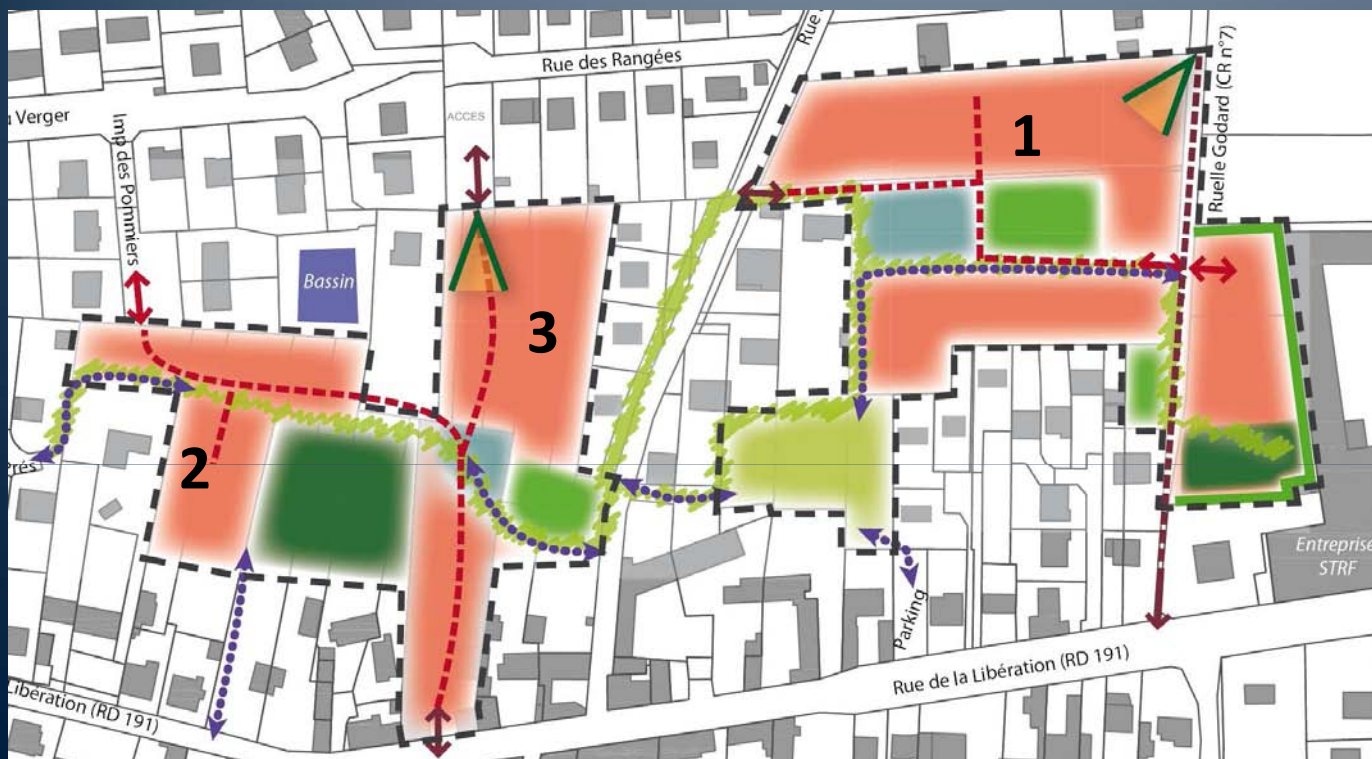 Rue des Rangées
Rue
Verger
Imp des Pommiers
ACCES
1
Ruelle Godard (CR n°7)
Bassin
3
2
Prés
Entreprise
STRF
Parking
Rue de la Libération (RD 191)
Libération (RD 191)